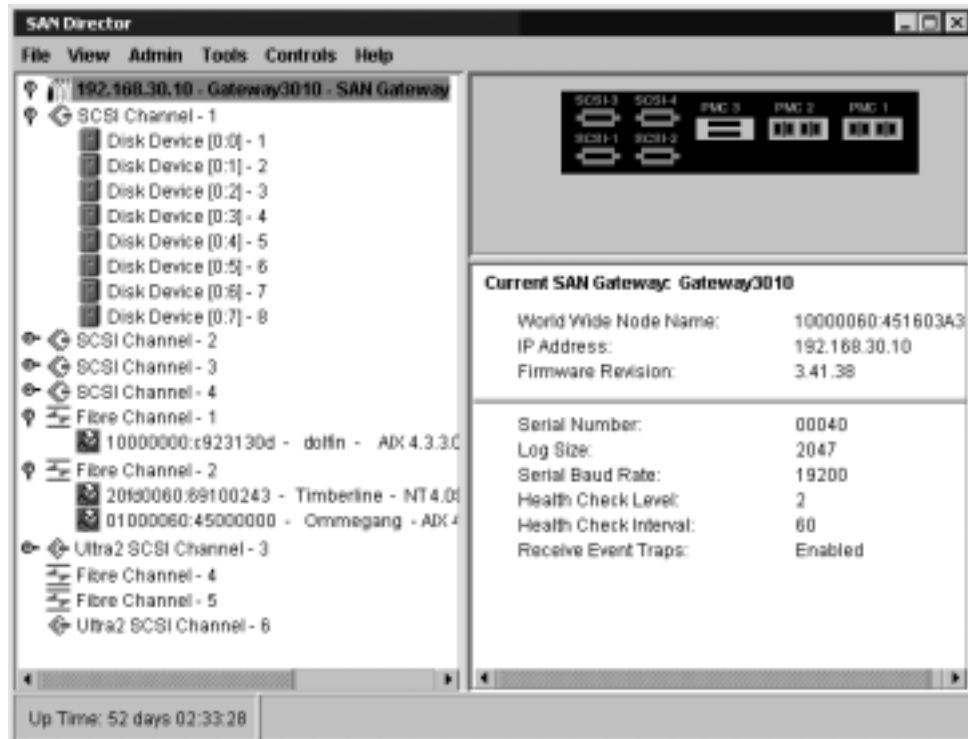 SAN Director
File View Admin Tools Controls Help
192.168.30.10 - Gateway3010 - SAN Gateway
SCSI Channel - 1
Disk Device [0:0] - 1
Disk Device [0:1] - 2
Disk Device [0:2] - 3
Disk Device [0:3] - 4
Disk Device [0:4] - 5
Disk Device [0:5] - 6
Disk Device [0:6] - 7
Disk Device [0:7] - 8
SCSI Channel - 2
SCSI Channel - 3
SCSI Channel - 4
Fibre Channel - 1
10000000:c923130d - dolfin - AIX 4.3.3.0
Fibre Channel - 2
20fd0060:69100243 - Timberline - NT 4.0
01000060:45000000 - Ommegang - AIX 4
Ultra2 SCSI Channel - 3
Fibre Channel - 4
Fibre Channel - 5
Ultra2 SCSI Channel - 6
SCSI-3 SCSI-4 PMC 3 PMC 2 PMC 1
SCSI-1 SCSI-2
Current SAN Gateway: Gateway3010
World Wide Node Name: 10000060:451603A3
IP Address: 192.168.30.10
Firmware Revision: 3.41.38
Serial Number: 00040
Log Size: 2047
Serial Baud Rate: 19200
Health Check Level: 2
Health Check Interval: 60
Receive Event Traps: Enabled
Up Time: 52 days 02:33:28